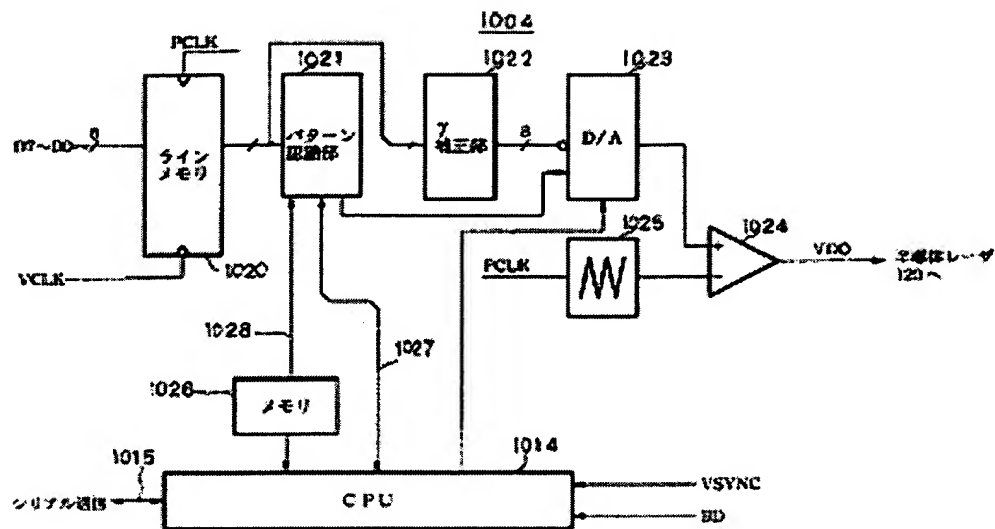 1004
PCLK
1021
1022
1023
D7～D0
8
ライン
メモリ
パターン
認識部
γ
補正部
8
D/A
1025
1024
VCLK
1020
PCLK
VDO
半導体レーザ
120へ
1028
1027
1026
メモリ
1014
1015
シリアル通信
CPU
VSYNC
BD